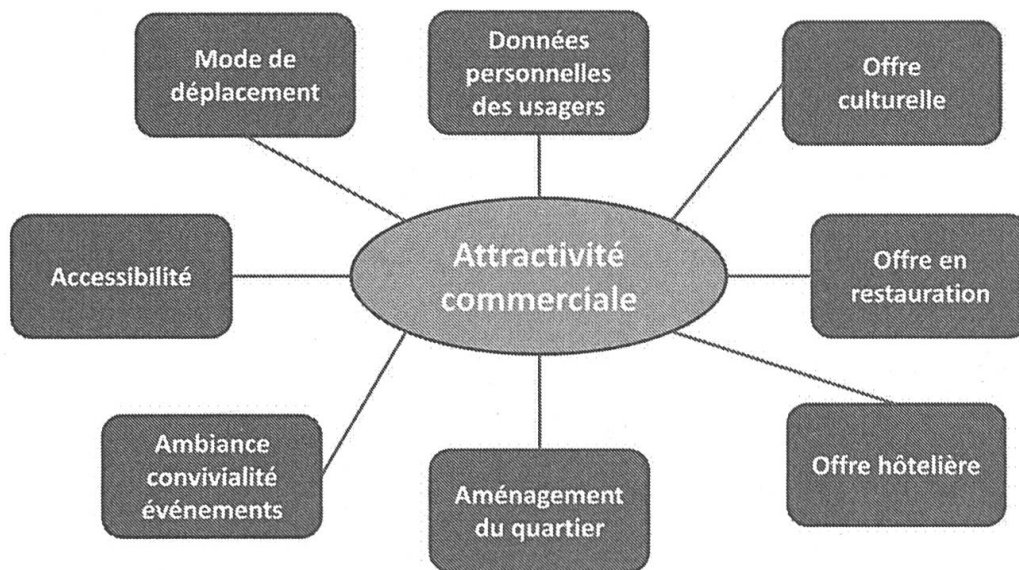 Mode de
déplacement
Données
personnelles
des usagers
Offre
culturelle
Accessibilité
Attractivité
commerciale
Offre en
restauration
Ambiance
convivialité
événements
Aménagement
du quartier
Offre hôtelière